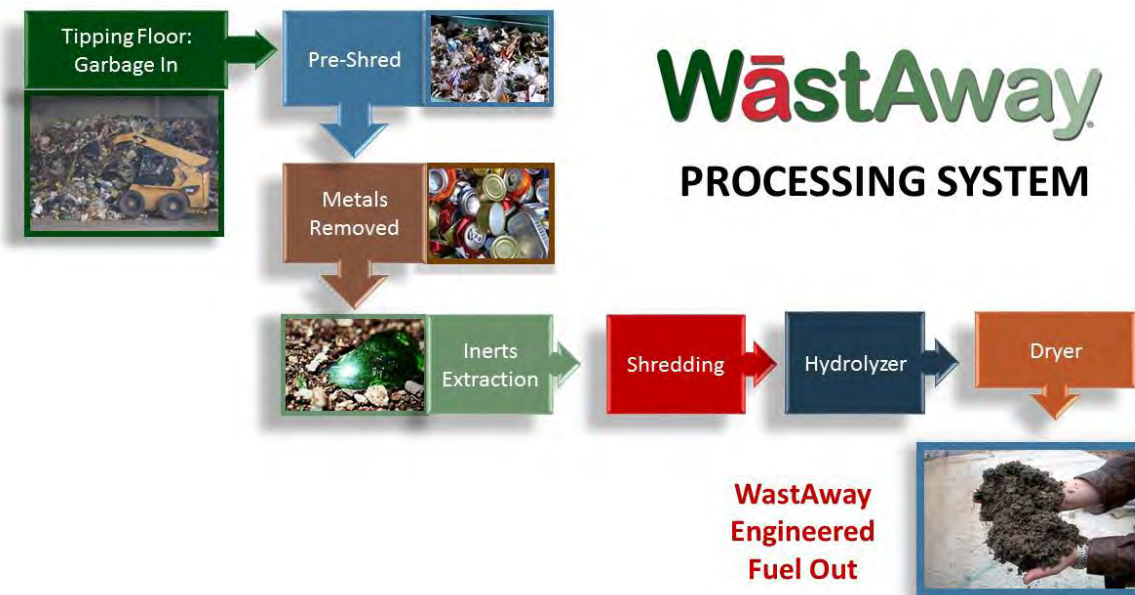 Tipping Floor:
Garbage In
Pre-Shred
WāstAway®
PROCESSING SYSTEM
Metals
Removed
Inerts
Extraction
Shredding
Hydrolyzer
Dryer
WastAway
Engineered
Fuel Out